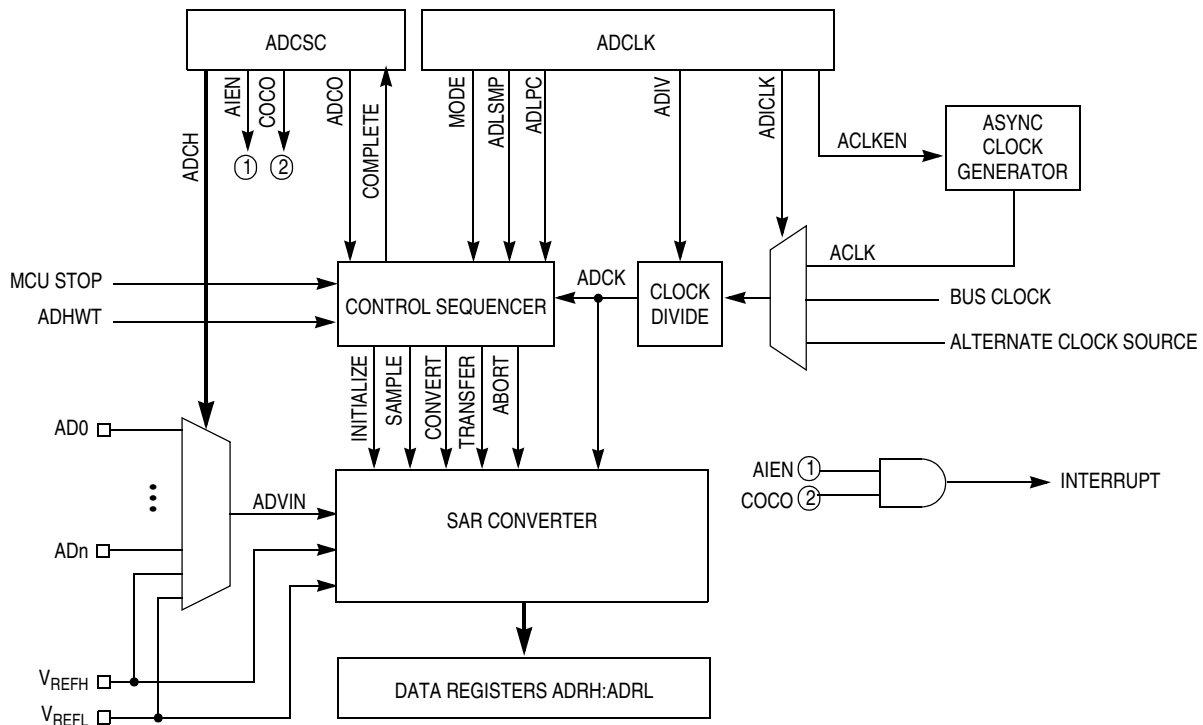 ADCSC
ADCLK
ADCH
AIEN
COCO
ADCO
COMPLETE
MODE
ADLSMP
ADLPC
ADIV
ADICLK
ACLKEN
ASYNC
CLOCK
GENERATOR
1
2
MCU STOP
ADHWT
CONTROL SEQUENCER
ADCK
CLOCK
DIVIDE
ACLK
BUS CLOCK
ALTERNATE CLOCK SOURCE
INITIALIZE
SAMPLE
CONVERT
TRANSFER
ABORT
AD0
•••
ADn
ADVIN
SAR CONVERTER
AIEN 1
COCO 2
INTERRUPT
VREFH
VREFL
DATA REGISTERS ADRH:ADRL